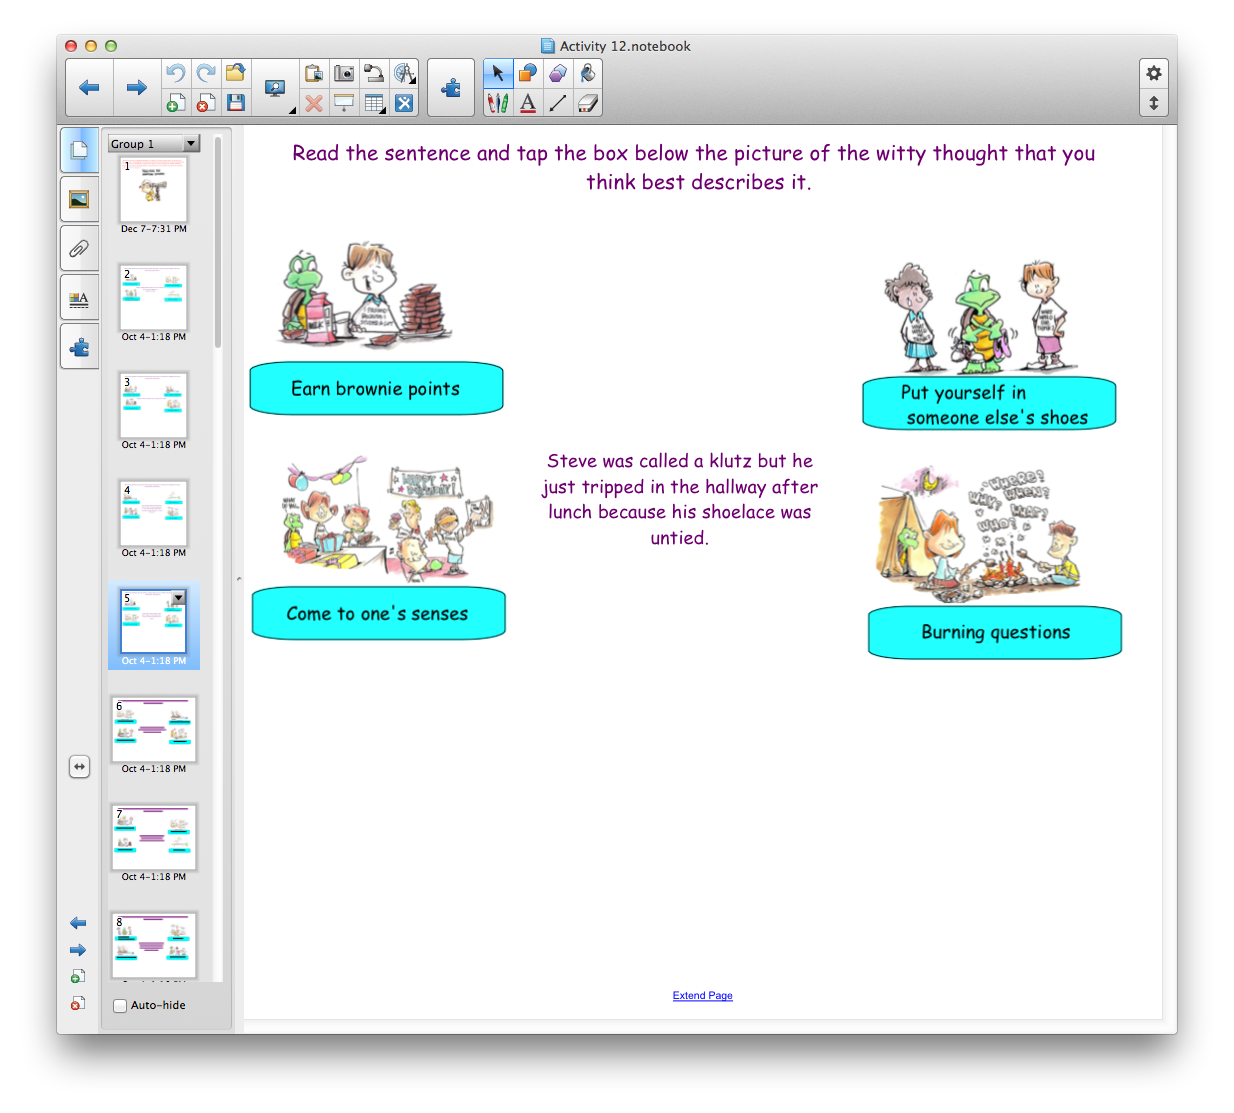 Activity 12.notebook
Group 1
1
Dec 7-7:31 PM
2
Oct 4-1:18 PM
3
Oct 4-1:18 PM
4
Oct 4-1:18 PM
5
Oct 4-1:18 PM
6
Oct 4-1:18 PM
7
Oct 4-1:18 PM
8
Auto-hide
Read the sentence and tap the box below the picture of the witty thought that you
think best describes it.
MILK
Earn brownie points
Put yourself in
someone else's shoes
HAPPY
BIRTHDAY!
Steve was called a klutz but he
just tripped in the hallway after
lunch because his shoelace was
untied.
WHERE?
WHY? WHEN?
WHAT?
WHO?
Come to one's senses
Burning questions
Extend Page